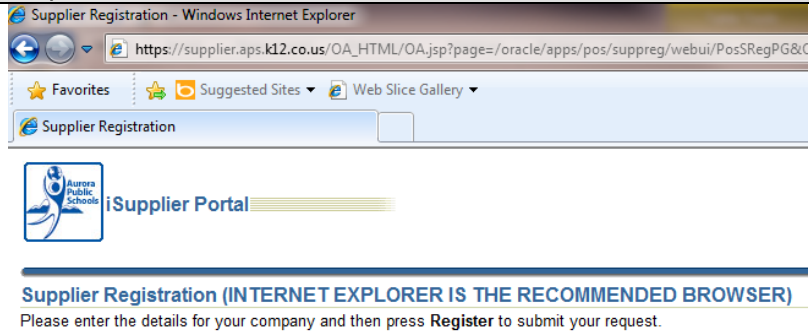 Supplier Registration - Windows Internet Explorer
https://supplier.aps.k12.co.us/OA_HTML/OA.jsp?page=/oracle/apps/pos/suppreg/webui/PosSRegPG&
Favorites Suggested Sites Web Slice Gallery
Supplier Registration
Aurora
Public
Schools
iSupplier Portal
Supplier Registration (INTERNET EXPLORER IS THE RECOMMENDED BROWSER)
Please enter the details for your company and then press Register to submit your request.